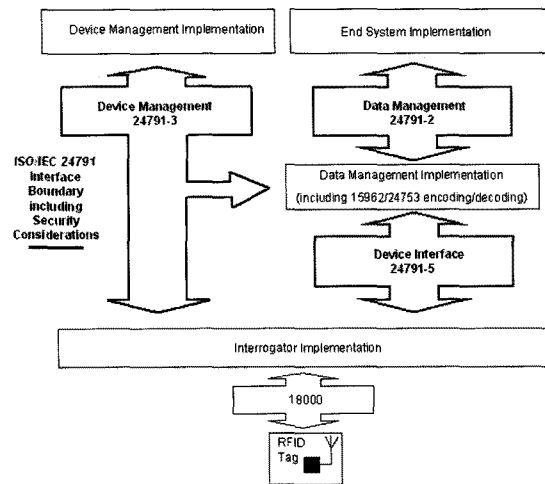 Device Management Implementation
End System Implementation
Device Management
24791-3
Data Management
24791-2
ISO/IEC 24791
Interface
Boundary
including
Security
Considerations
Data Management Implementation
(including 15962/24753 encoding/decoding)
Device Interface
24791-5
Interrogator Implementation
18000
RFID
Tag